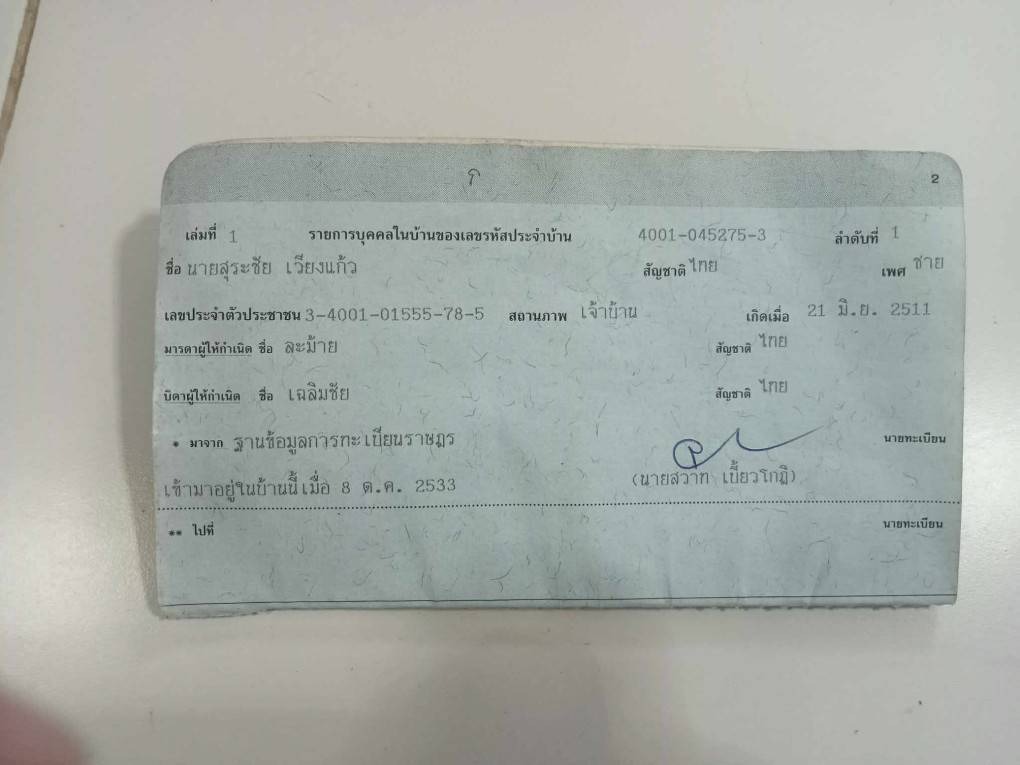 2
เล่มที่ 1 รายการบุคคลในบ้านของเลขรหัสประจำบ้าน 4001-045275-3 ลำดับที่ 1
ชื่อ นายสุระชัย เวียงแก้ว สัญชาติ ไทย เพศ ชาย
เลขประจำตัวประชาชน 3-4001-01555-78-5 สถานภาพ เจ้าบ้าน เกิดเมื่อ 21 มิ.ย. 2511
มารดาผู้ให้กำเนิด ชื่อ ละม้าย สัญชาติ ไทย
บิดาผู้ให้กำเนิด ชื่อ เฉลิมชัย สัญชาติ ไทย
* มาจาก ฐานข้อมูลการทะเบียนราษฎร นายทะเบียน
เข้ามาอยู่ในบ้านนี้เมื่อ 8 ต.ค. 2533 (นายสวาท เบี้ยวโกฎิ)
** ไปที่ นายทะเบียน